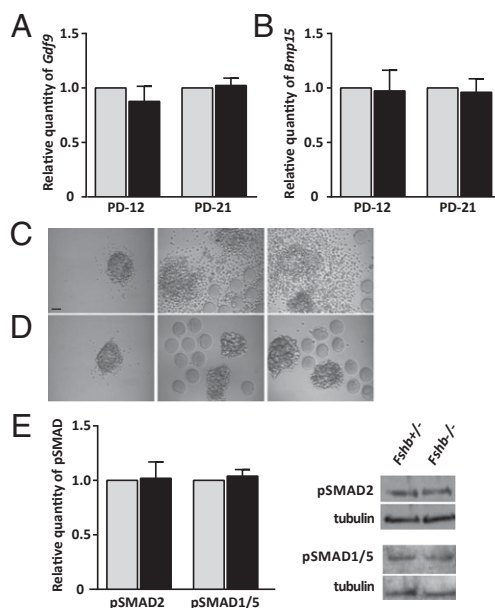 A
Relative quantity of Gdf9
1.5
1.0
0.5
0
PD-12 PD-21
B
Relative quantity of Bmp15
1.5
1.0
0.5
0
PD-12 PD-21
C
D
E
Relative quantity of pSMAD
1.5
1.0
0.5
0
pSMAD2 pSMAD1/5
Fshb+/- Fshb-/-
pSMAD2
tubulin
pSMAD1/5
tubulin